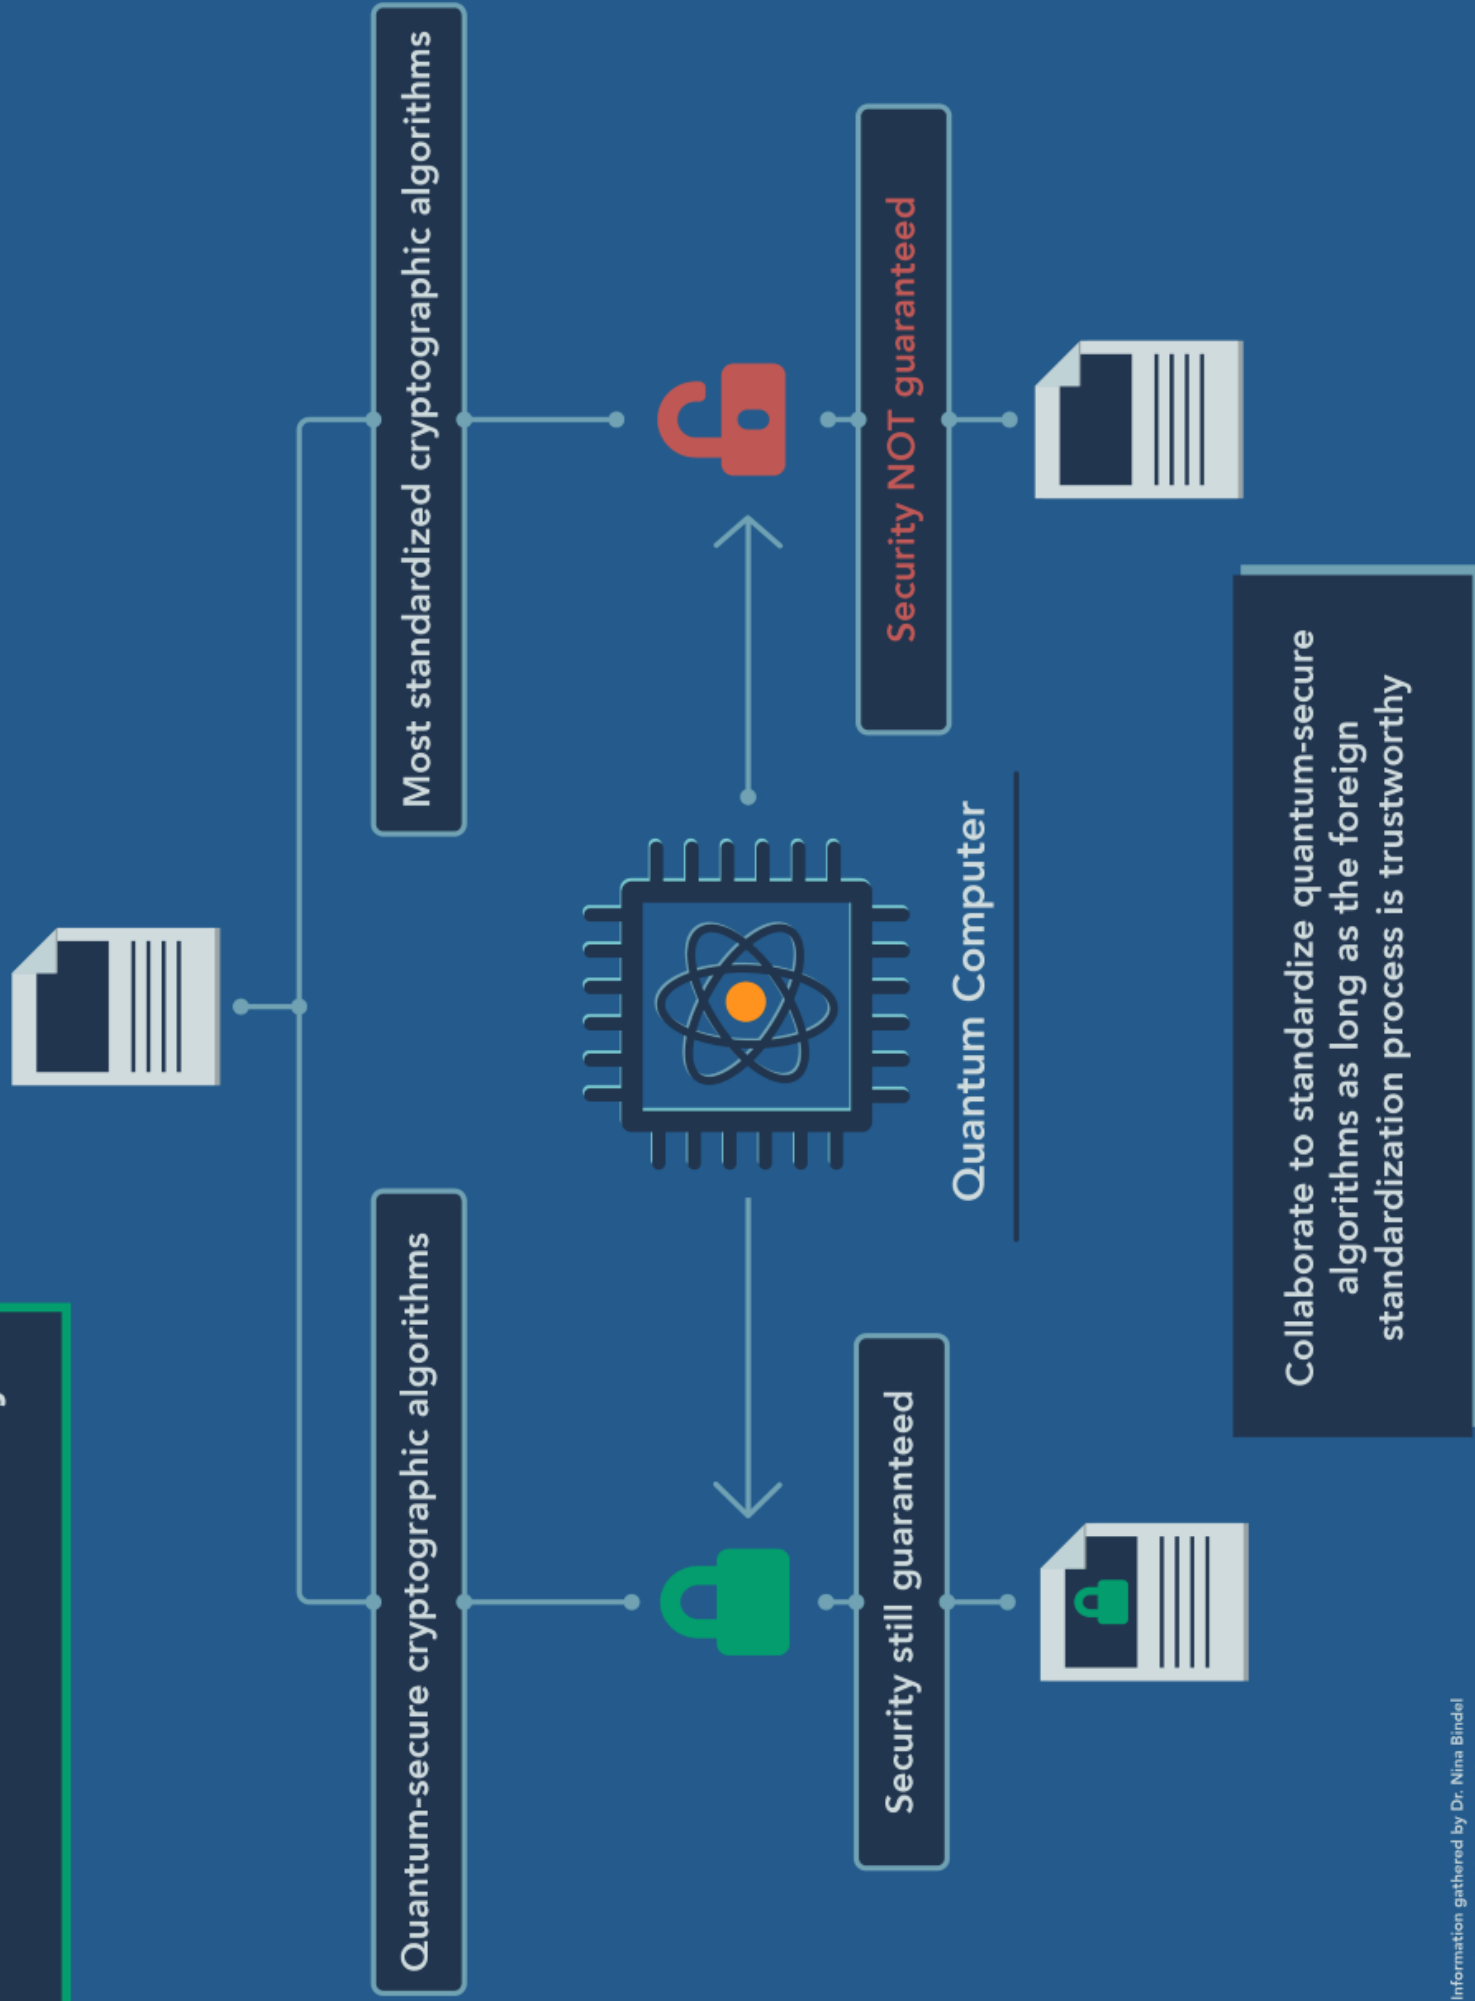 Quantum-secure cryptographic algorithms
Most standardized cryptographic algorithms
Security still guaranteed
Security NOT guaranteed
Quantum Computer
Collaborate to standardize quantum-secure
algorithms as long as the foreign
standardization process is trustworthy
Information gathered by Dr. Nina Bindel